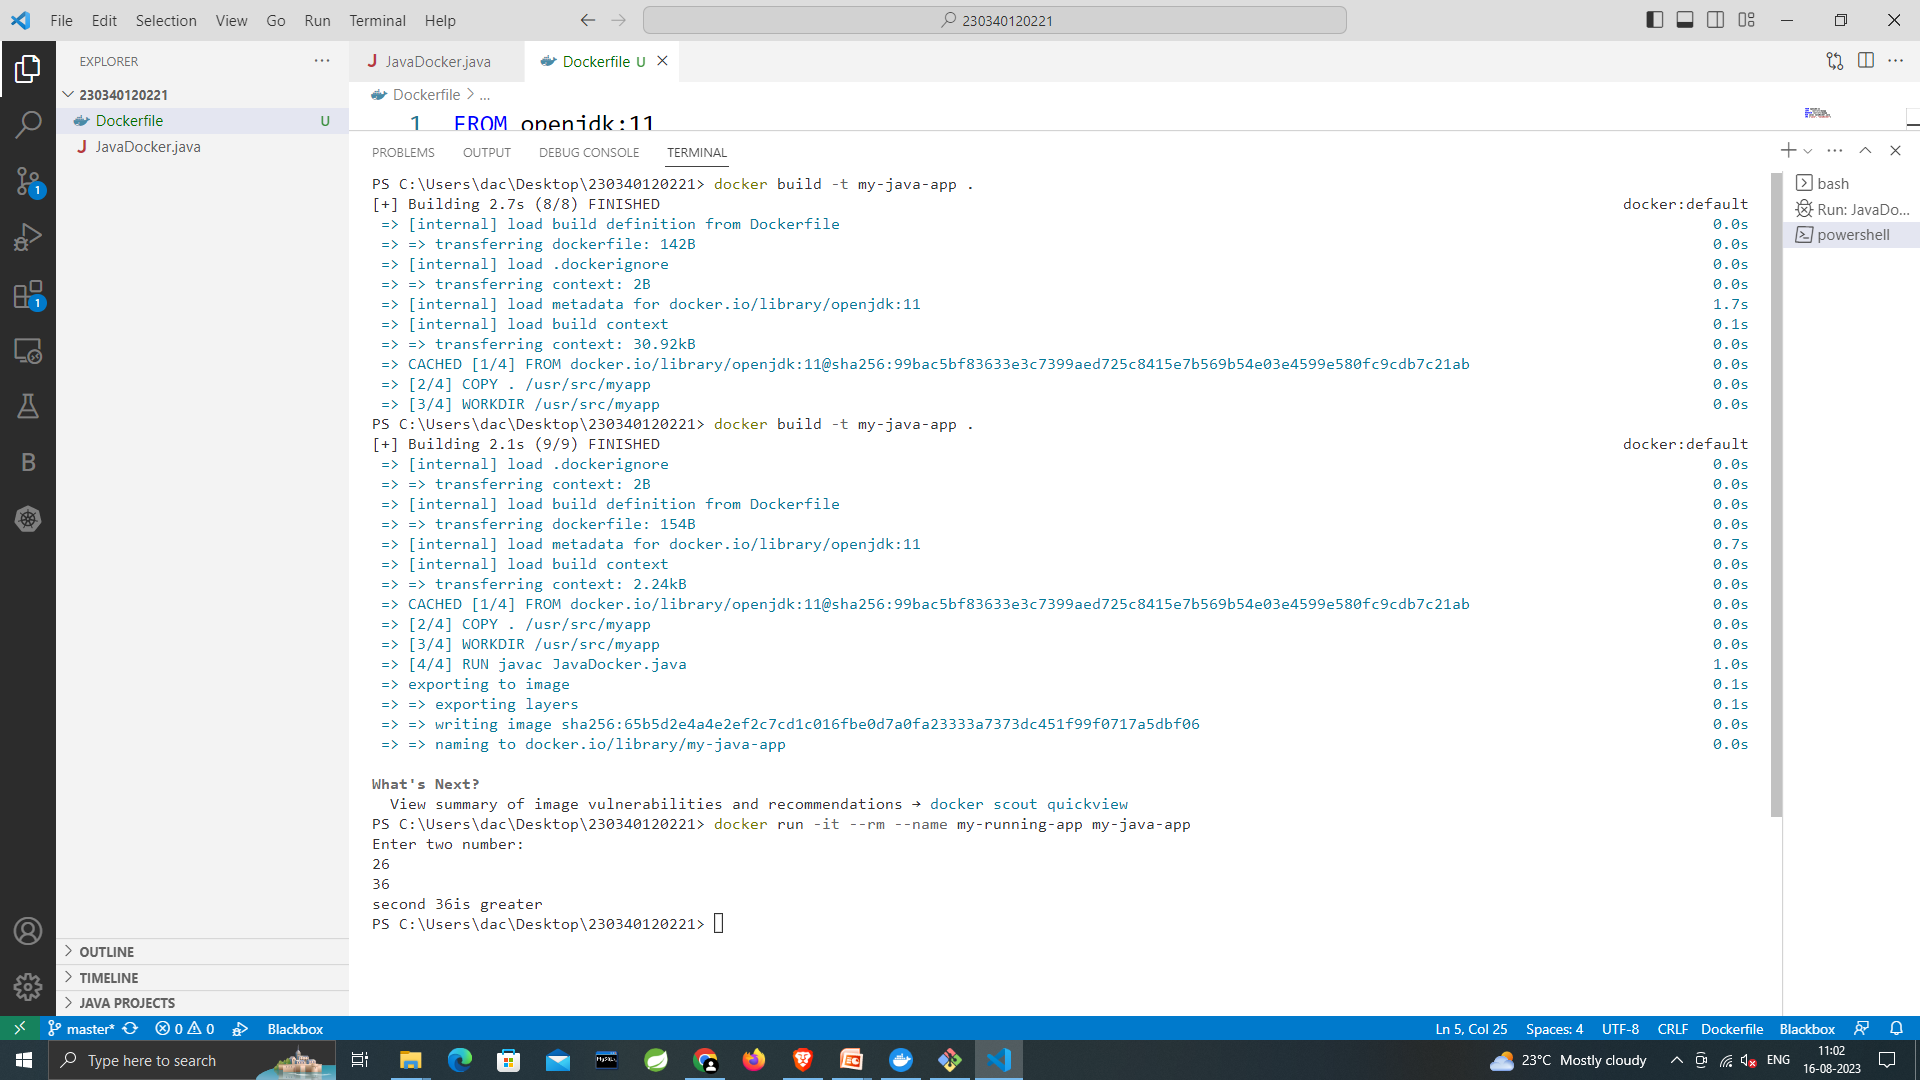 File Edit Selection View Go Run Terminal Help
230340120221
EXPLORER
230340120221
Dockerfile U
JavaDocker.java
OUTLINE
TIMELINE
JAVA PROJECTS
JavaDocker.java
Dockerfile U
Dockerfile > ...
1 FROM openjdk:11
PROBLEMS OUTPUT DEBUG CONSOLE TERMINAL
PS C:\Users\dac\Desktop\230340120221> docker build -t my-java-app .
[+] Building 2.7s (8/8) FINISHED docker:default
=> [internal] load build definition from Dockerfile 0.0s
=> => transferring dockerfile: 142B 0.0s
=> [internal] load .dockerignore 0.0s
=> => transferring context: 2B 0.0s
=> [internal] load metadata for docker.io/library/openjdk:11 1.7s
=> [internal] load build context 0.1s
=> => transferring context: 30.92kB 0.0s
=> CACHED [1/4] FROM docker.io/library/openjdk:11@sha256:99bac5bf83633e3c7399aed725c8415e7b569b54e03e4599e580fc9cdb7c21ab 0.0s
=> [2/4] COPY . /usr/src/myapp 0.0s
=> [3/4] WORKDIR /usr/src/myapp 0.0s
PS C:\Users\dac\Desktop\230340120221> docker build -t my-java-app .
[+] Building 2.1s (9/9) FINISHED docker:default
=> [internal] load .dockerignore 0.0s
=> => transferring context: 2B 0.0s
=> [internal] load build definition from Dockerfile 0.0s
=> => transferring dockerfile: 154B 0.0s
=> [internal] load metadata for docker.io/library/openjdk:11 0.7s
=> [internal] load build context 0.0s
=> => transferring context: 2.24kB 0.0s
=> CACHED [1/4] FROM docker.io/library/openjdk:11@sha256:99bac5bf83633e3c7399aed725c8415e7b569b54e03e4599e580fc9cdb7c21ab 0.0s
=> [2/4] COPY . /usr/src/myapp 0.0s
=> [3/4] WORKDIR /usr/src/myapp 0.0s
=> [4/4] RUN javac JavaDocker.java 1.0s
=> exporting to image 0.1s
=> => exporting layers 0.1s
=> => writing image sha256:65b5d2e4a4e2ef2c7cd1c016fbe0d7a0fa23333a7373dc451f99f0717a5dbf06 0.0s
=> => naming to docker.io/library/my-java-app 0.0s
What's Next?
View summary of image vulnerabilities and recommendations → docker scout quickview
PS C:\Users\dac\Desktop\230340120221> docker run -it --rm --name my-running-app my-java-app
Enter two number:
26
36
second 36is greater
PS C:\Users\dac\Desktop\230340120221>
bash
Run: JavaDo...
powershell
master* 0 0 Blackbox
Ln 5, Col 25 Spaces: 4 UTF-8 CRLF Dockerfile Blackbox
Type here to search
23°C Mostly cloudy
ENG
11:02
16-08-2023